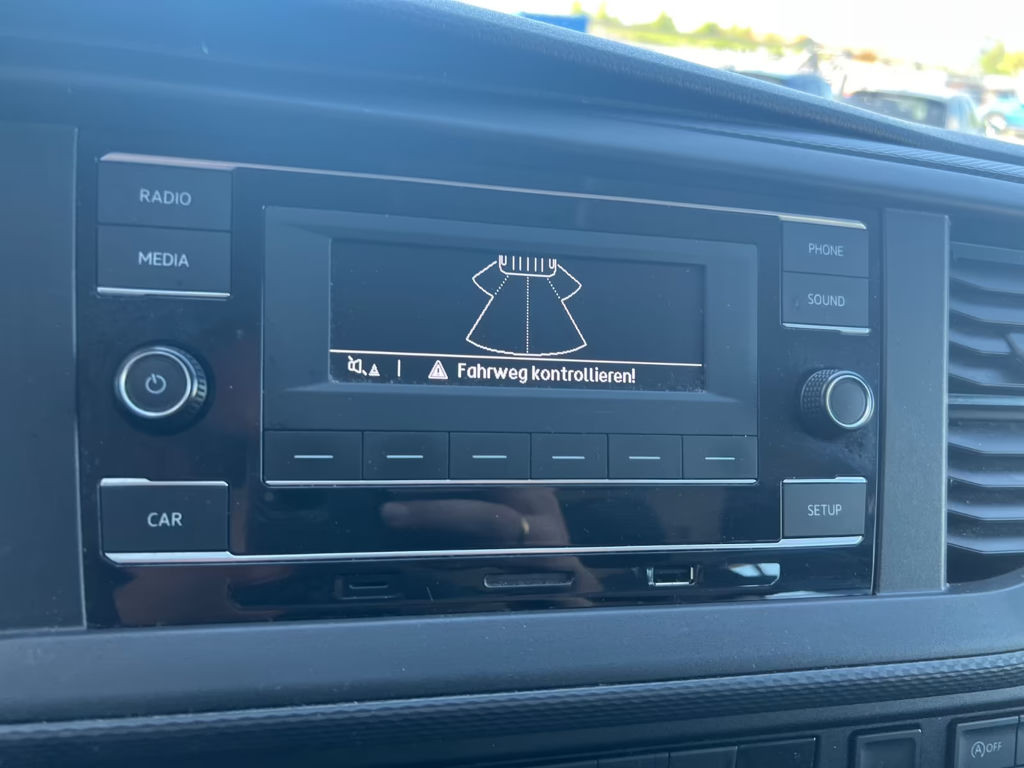 RADIO
MEDIA
PHONE
SOUND
Fahrweg kontrollieren!
CAR
SETUP
A OFF